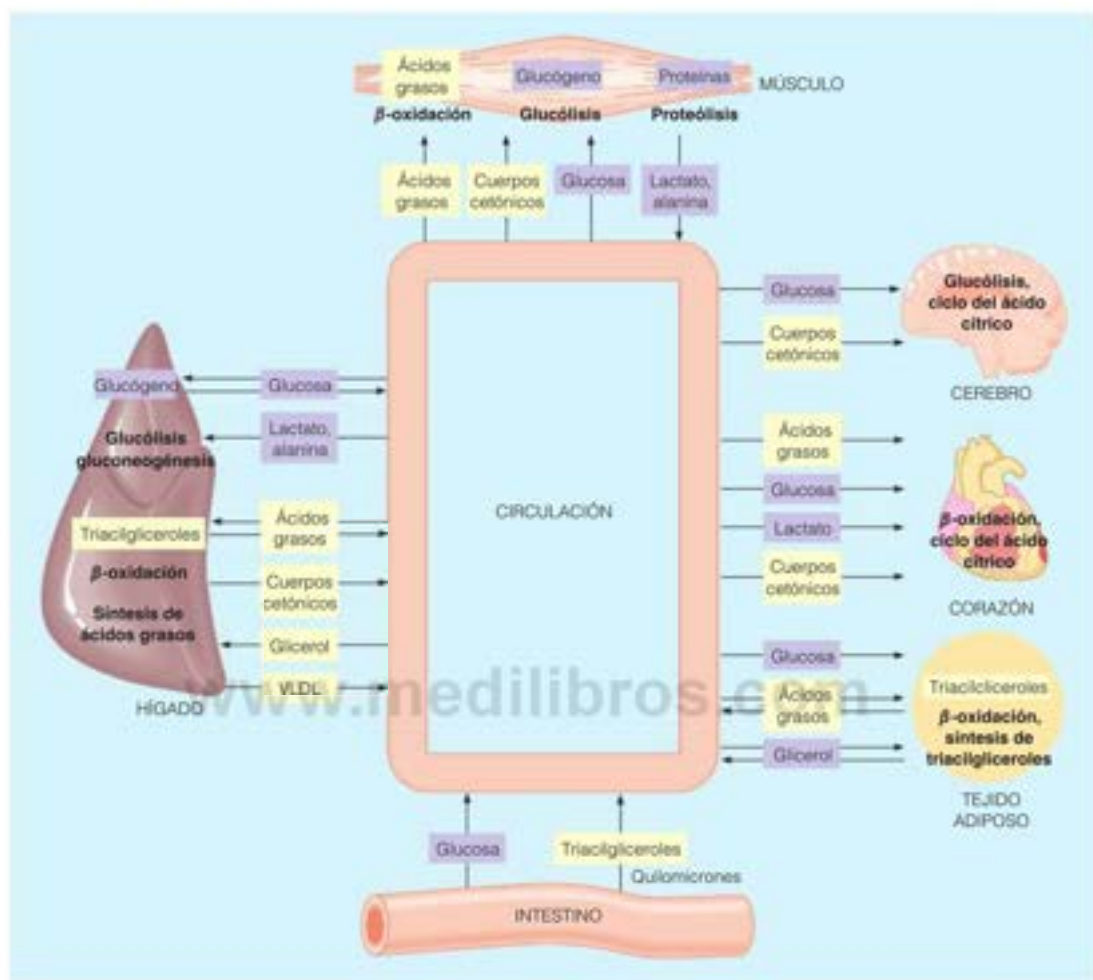 Ácidos
grasos
Glucógeno
Proteínas
MÚSCULO
β-oxidación
Glucólisis
Proteólisis
Ácidos
grasos
Cuerpos
cetónicos
Glucosa
Lactato,
alanina
Glucosa
Cuerpos
cetónicos
Glucólisis,
ciclo del ácido
cítrico
CEREBRO
Glucógeno
Glucosa
Lactato,
alanina
Glucólisis
gluconeogénesis
Triacilgliceroles
Ácidos
grasos
β-oxidación
Cuerpos
cetónicos
Síntesis de
ácidos grasos
Glicerol
VLDL
HÍGADO
CIRCULACIÓN
Ácidos
grasos
Glucosa
Lactato
Cuerpos
cetónicos
β-oxidación,
ciclo del ácido
cítrico
CORAZÓN
Glucosa
Ácidos
grasos
Glicerol
Triacilcliceroles
β-oxidación,
síntesis de
triacilgliceroles
TEJIDO
ADIPOSO
www.medilibros.com
Glucosa
Triacilgliceroles
Quilomicrones
INTESTINO